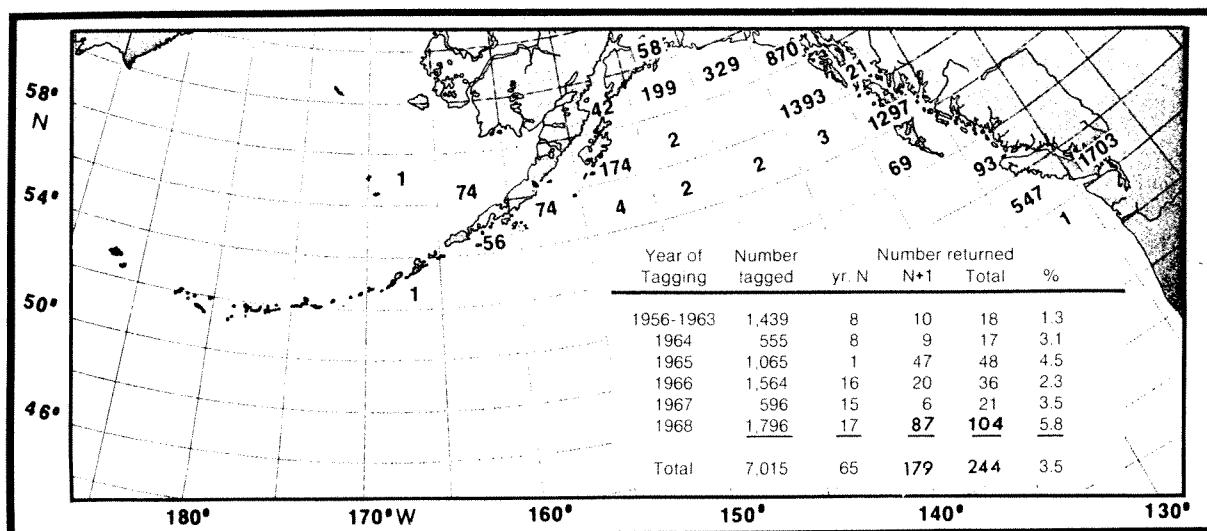 58
870
329
21
58°
199
42
1393
N
1297
2
3
174
2
69
93
1703
1
74
2
54°
74
4
547
1
-56
Year of Number Number returned
Tagging tagged yr. N N+1 Total %
50°
1
1956-1963 1,439 8 10 18 1.3
1964 555 8 9 17 3.1
1965 1,065 1 47 48 4.5
1966 1,564 16 20 36 2.3
46°
1967 596 15 6 21 3.5
1968 1,796 17 87 104 5.8
Total 7,015 65 179 244 3.5
180° 170°W 160° 150° 140° 130°